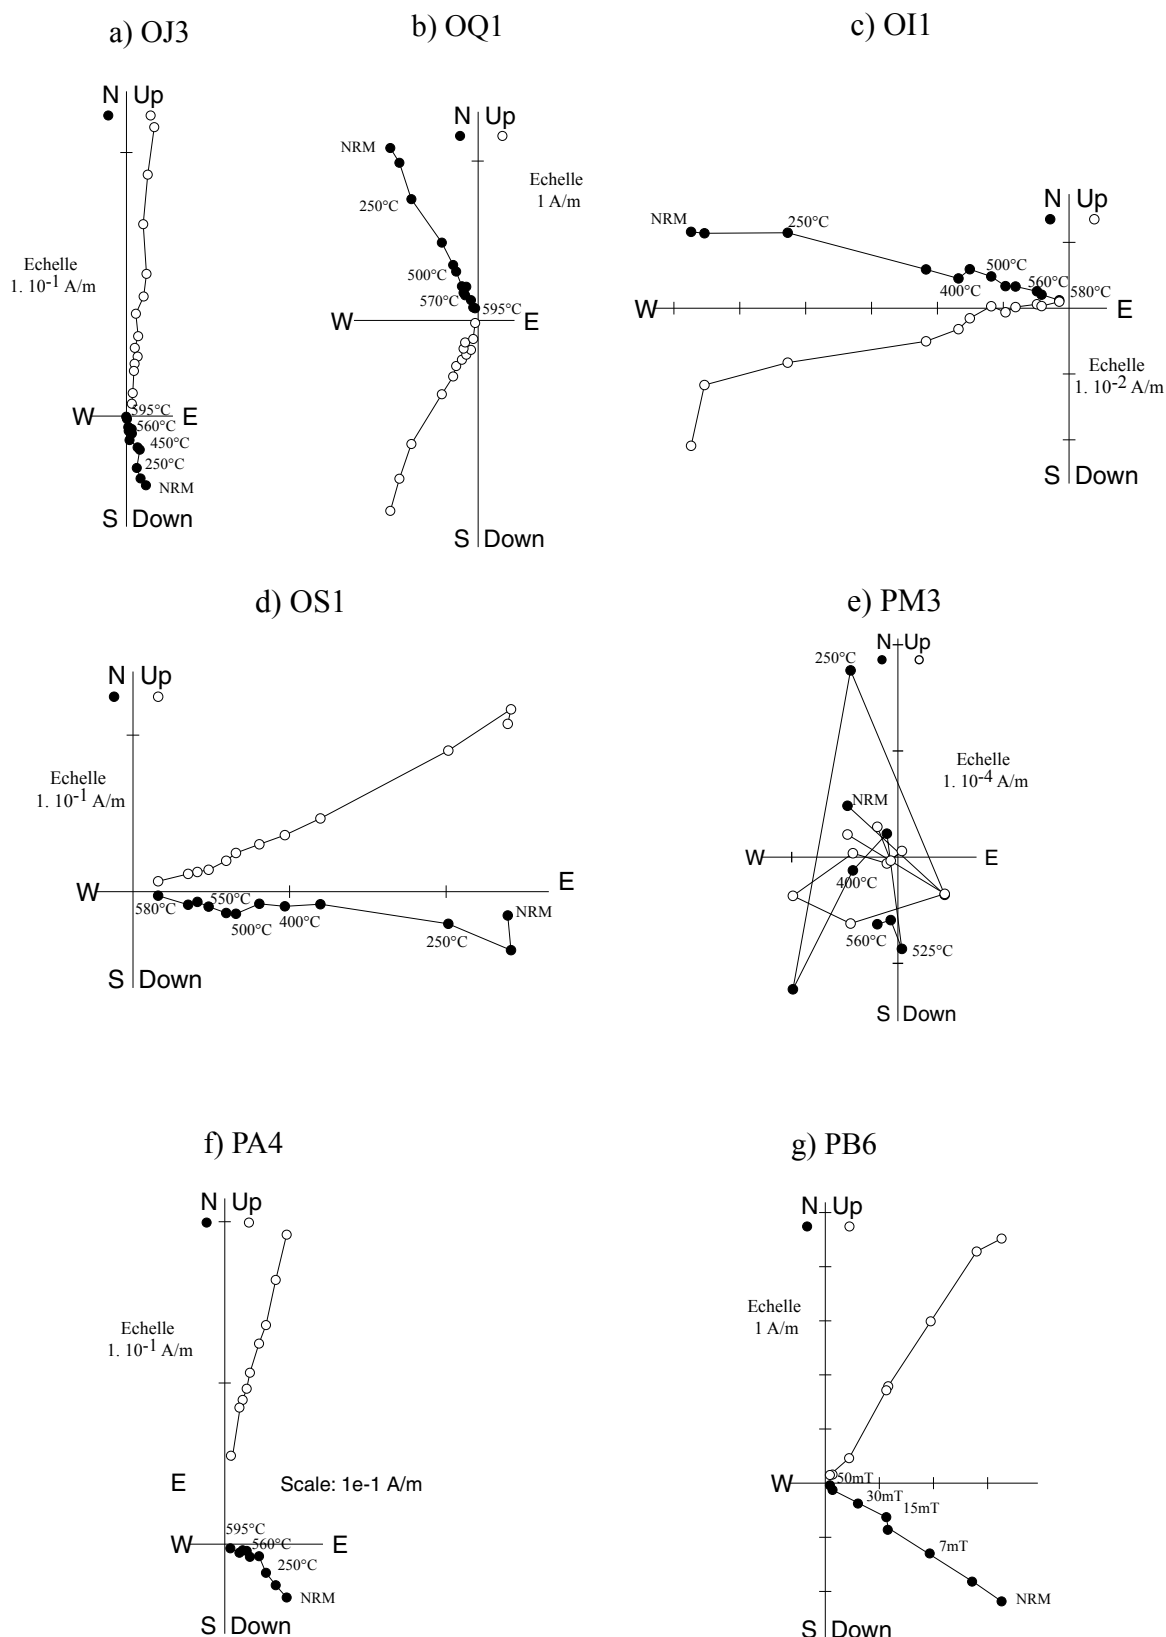 a) OJ3
b) OQ1
c) OI1
N Up
Echelle
1. 10-1 A/m
W E
595°C
560°C
450°C
250°C
NRM
S Down
N Up
NRM
Echelle
1 A/m
250°C
500°C
570°C
595°C
W E
S Down
N Up
NRM
250°C
500°C
400°C
560°C
580°C
W E
Echelle
1. 10-2 A/m
S Down
d) OS1
e) PM3
N Up
Echelle
1. 10-1 A/m
W E
580°C
550°C
500°C
400°C
250°C
NRM
S Down
N Up
250°C
Echelle
1. 10-4 A/m
NRM
W E
400°C
560°C
525°C
S Down
f) PA4
g) PB6
N Up
Echelle
1. 10-1 A/m
E
Scale: 1e-1 A/m
595°C
W E
560°C
250°C
NRM
S Down
N Up
Echelle
1 A/m
W
50mT
30mT
15mT
7mT
NRM
S Down